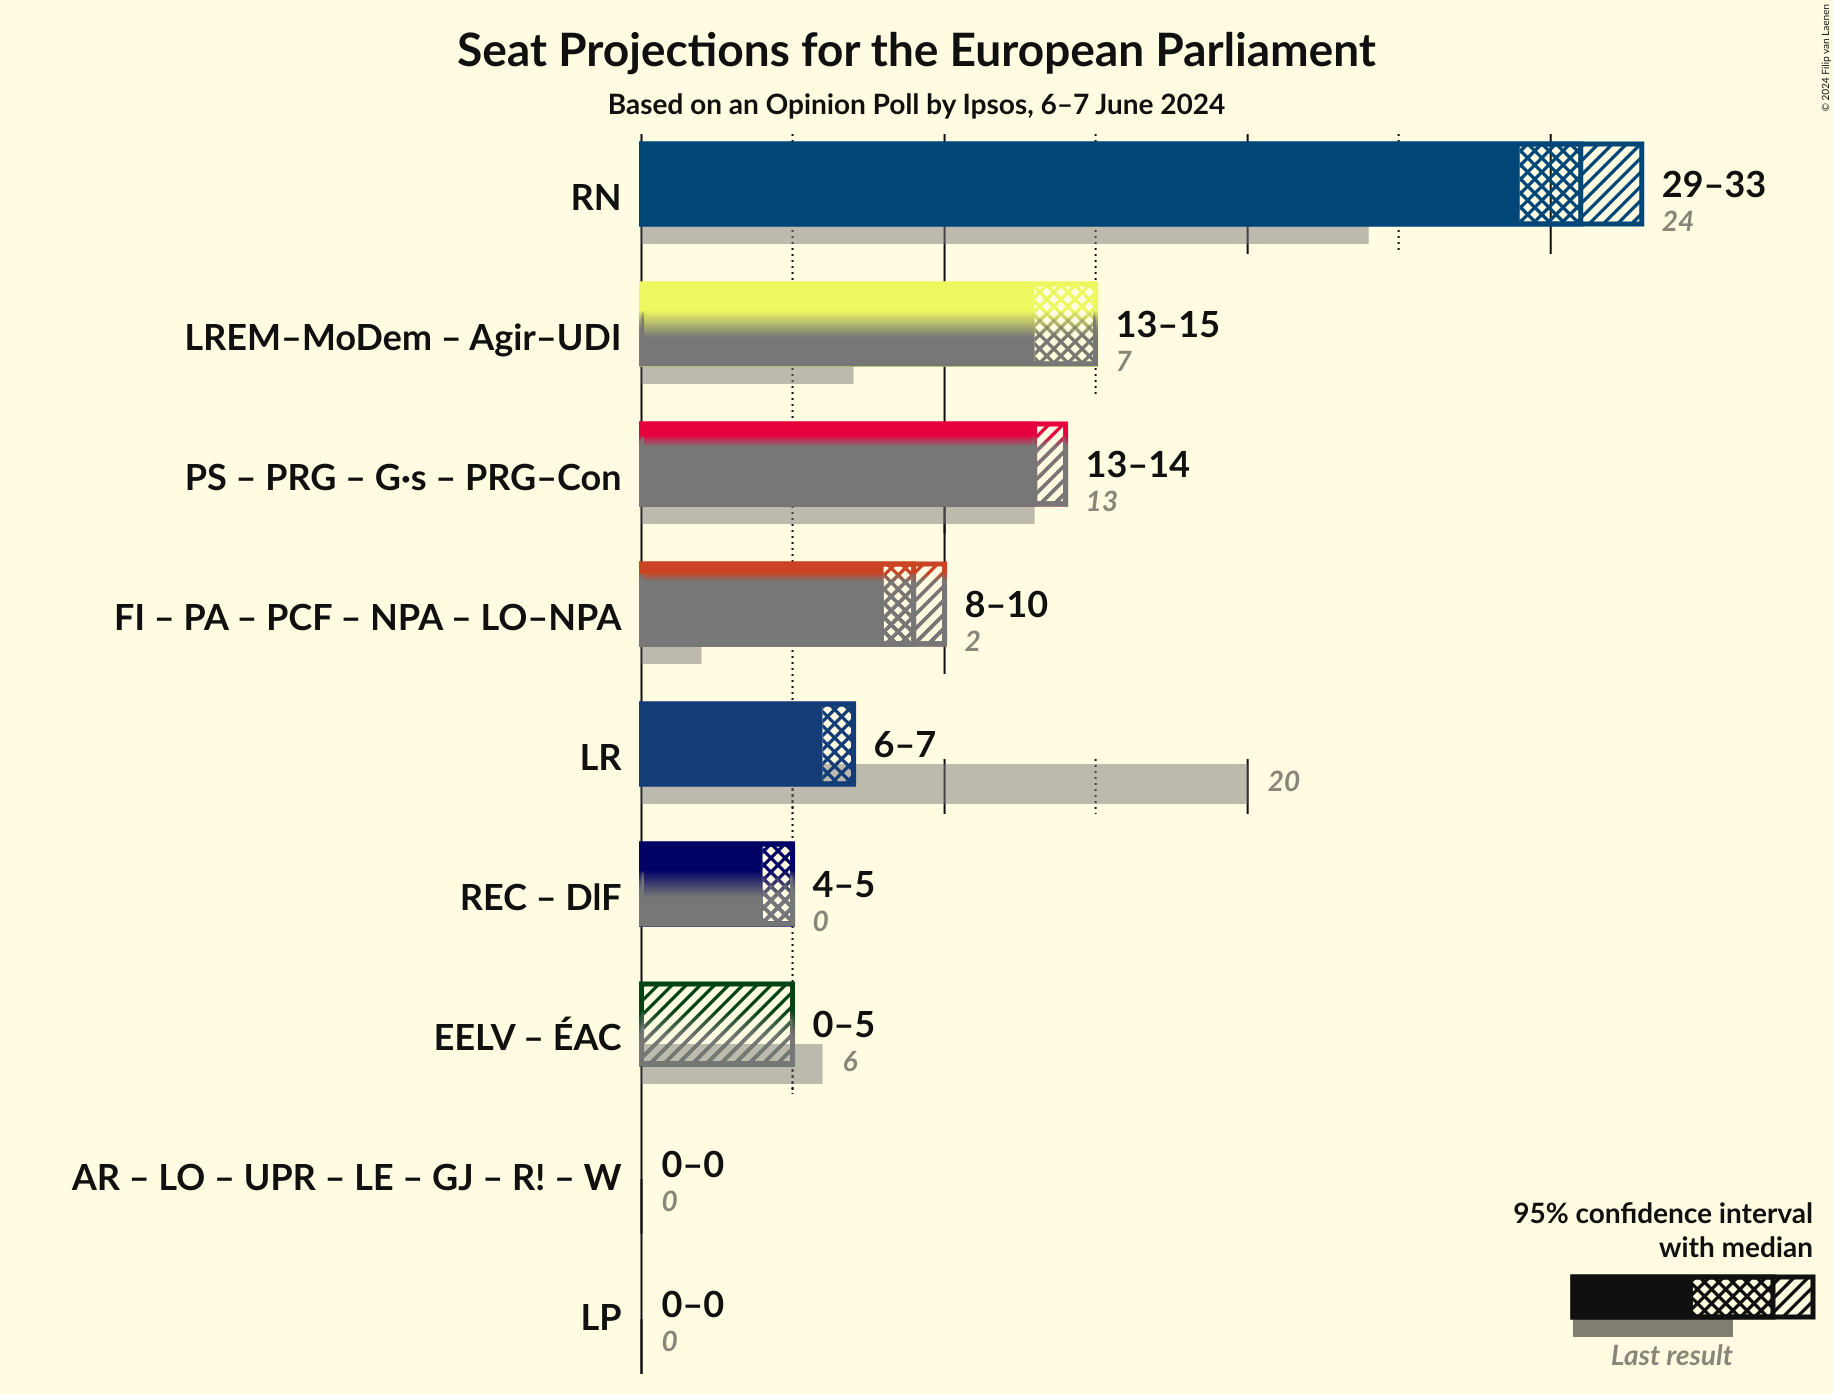 Seat Projections for the European Parliament
Based on an Opinion Poll by Ipsos, 6–7 June 2024
© 2024 Filip van Laenen
RN
29–33
24
LREM–MoDem – Agir–UDI
13–15
7
PS – PRG – G·s – PRG–Con
13–14
13
FI – PA – PCF – NPA – LO–NPA
8–10
2
LR
6–7
20
REC – DlF
4–5
0
EELV – ÉAC
0–5
6
AR – LO – UPR – LE – GJ – R! – W
0–0
0
LP
0–0
0
95% confidence interval
with median
Last result